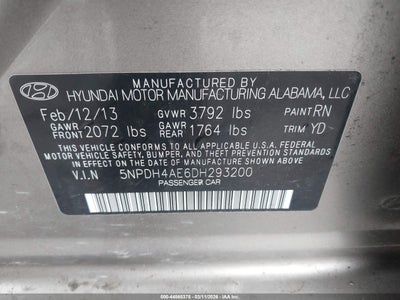 MANUFACTURED BY
HYUNDAI MOTOR MANUFACTURING ALABAMA, LLC
Feb/12/13 GVWR 3792 lbs PAINT RN
GAWR FRONT 2072 lbs GAWR REAR 1764 lbs TRIM YD
THIS VEHICLE CONFORMS TO ALL APPLICABLE U.S.A. FEDERAL
MOTOR VEHICLE SAFETY, BUMPER, AND THEFT PREVENTION STANDARDS
IN EFFECT ON THE DATE OF MANUFACTURE SHOWN ABOVE.
V.I.N 5NPDH4AE6DH293200
PASSENGER CAR